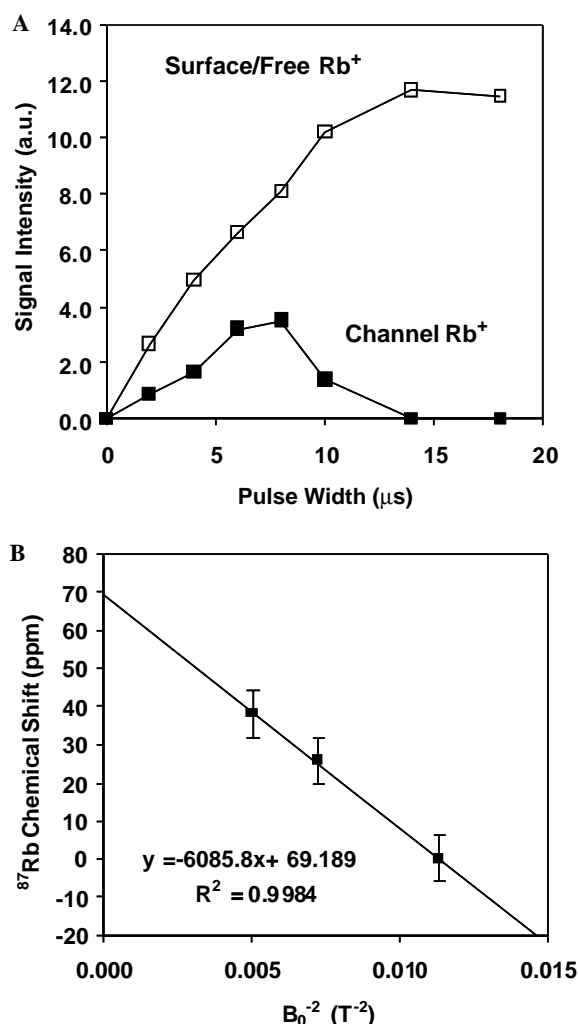 A
14.0
12.0
10.0
8.0
6.0
4.0
2.0
0.0
Signal Intensity (a.u.)
Surface/Free Rb⁺
Channel Rb⁺
0 5 10 15 20
Pulse Width (μs)
B
80
70
60
50
40
30
20
10
0
-10
-20
⁸⁷Rb Chemical Shift (ppm)
y =-6085.8x+ 69.189
R² = 0.9984
0.000 0.005 0.010 0.015
B₀⁻² (T⁻²)